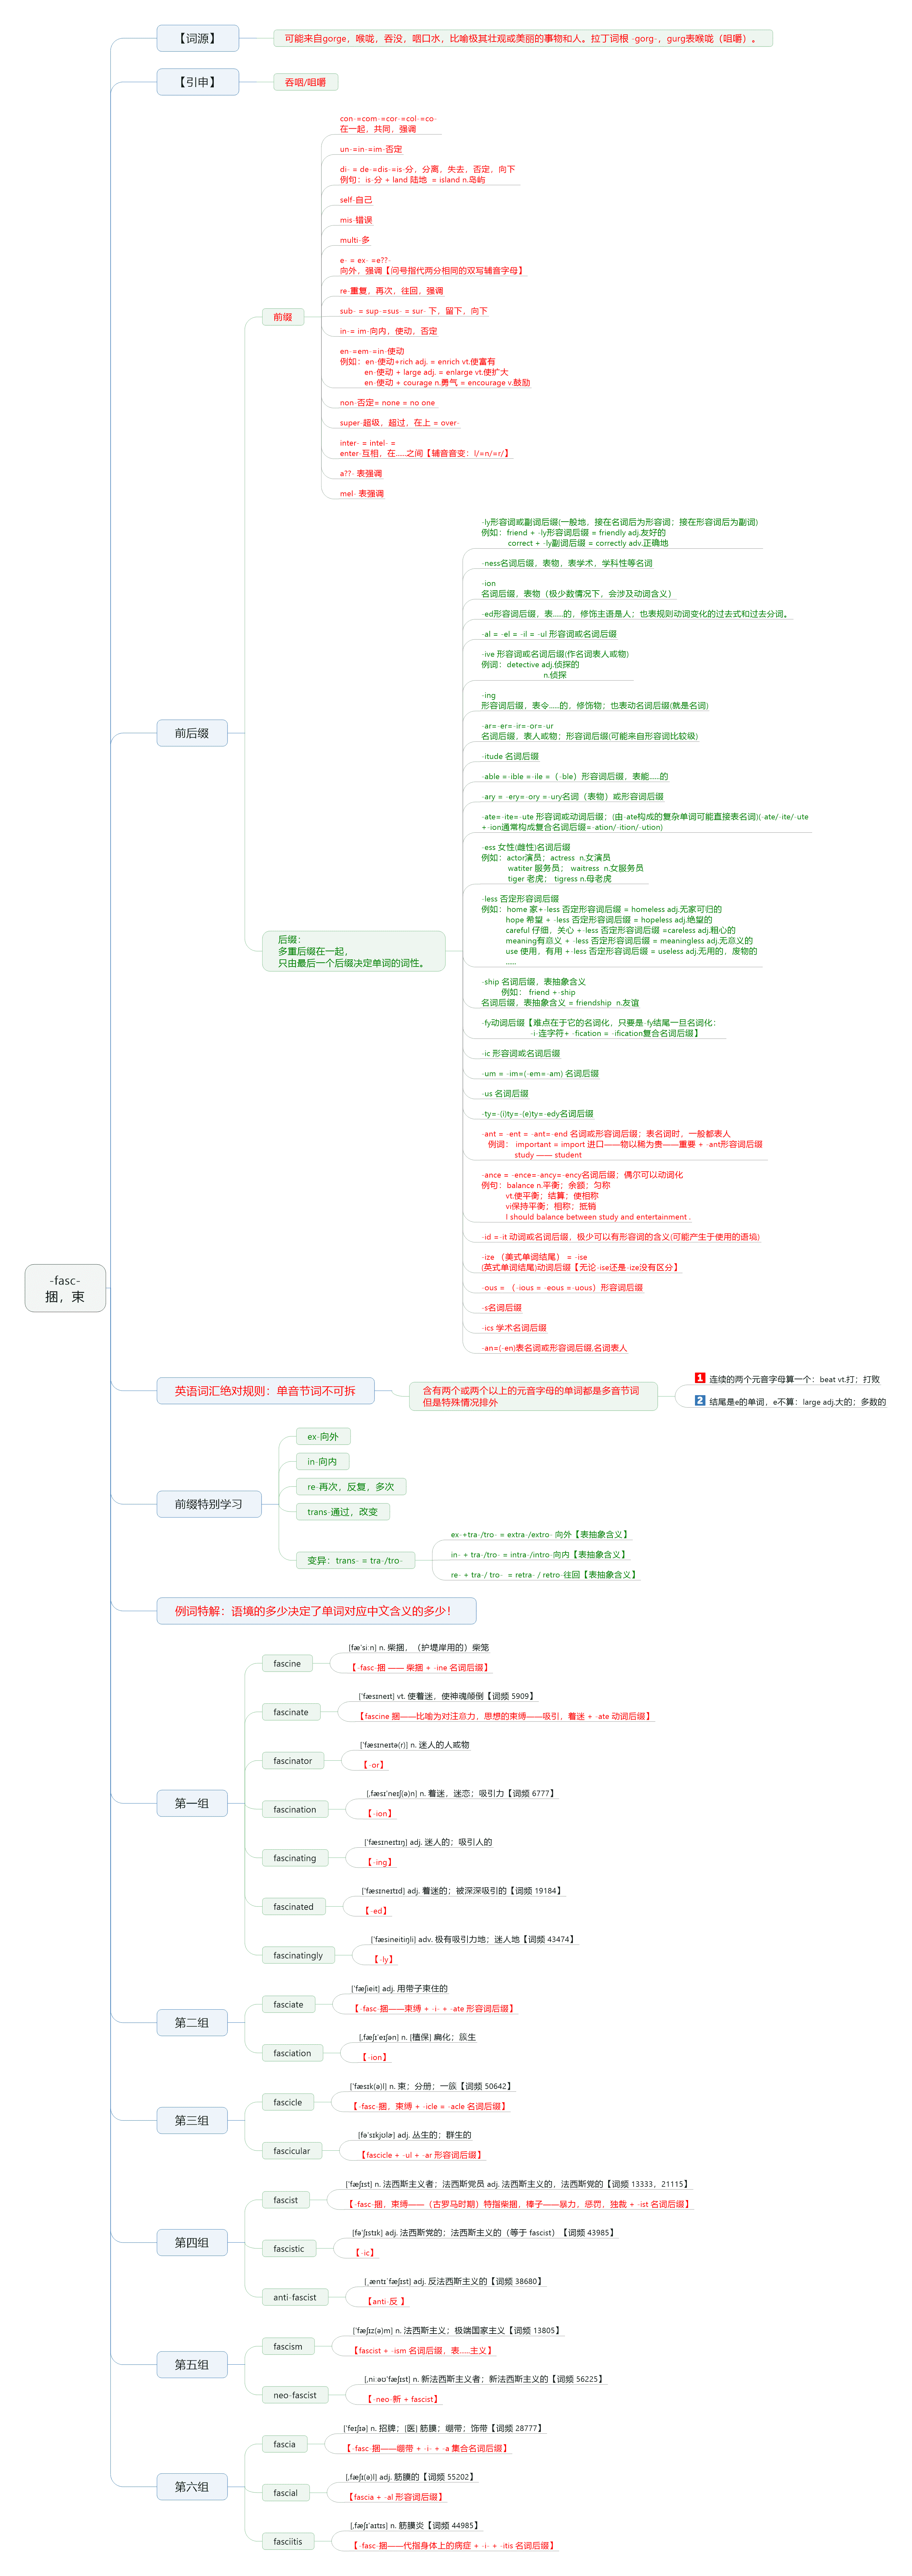 -fasc-
捆，束
【词源】
可能来自gorge，喉咙，吞没，咽口水，比喻极其壮观或美丽的事物和人。拉丁词根 -gorg-，gurg表喉咙（咀嚼）。
【引申】
吞咽/咀嚼
前后缀
前缀
con-=com-=cor-=col-=co-
在一起，共同，强调
un-=in-=im-否定
di- = de-=dis-=is-分，分离，失去，否定，向下
例句：is-分 + land 陆地  = island n.岛屿
self-自己
mis-错误
multi-多
e- = ex- =e??-
向外，强调【问号指代两分相同的双写辅音字母】
re-重复，再次，往回，强调
sub- = sup-=sus- = sur- 下，留下，向下
in-= im-向内，使动，否定
en-=em-=in-使动
例如：en-使动+rich adj. = enrich vt.使富有
en-使动 + large adj. = enlarge vt.使扩大
en-使动 + courage n.勇气 = encourage v.鼓励
non-否定= none = no one
super-超级，超过，在上 = over-
inter- = intel- =
enter-互相，在......之间【辅音音变：l/=n/=r/】
a??- 表强调
mel- 表强调
后缀：
多重后缀在一起，
只由最后一个后缀决定单词的词性。
-ly形容词或副词后缀(一般地，接在名词后为形容词；接在形容词后为副词)
例如：friend + -ly形容词后缀 = friendly adj.友好的
correct + -ly副词后缀 = correctly adv.正确地
-ness名词后缀，表物，表学术，学科性等名词
-ion
名词后缀，表物（极少数情况下，会涉及动词含义）
-ed形容词后缀，表......的，修饰主语是人；也表规则动词变化的过去式和过去分词。
-al = -el = -il = -ul 形容词或名词后缀
-ive 形容词或名词后缀(作名词表人或物)
例词：detective adj.侦探的
n.侦探
-ing
形容词后缀，表令......的，修饰物；也表动名词后缀(就是名词)
-ar=-er=-ir=-or=-ur
名词后缀，表人或物；形容词后缀(可能来自形容词比较级)
-itude 名词后缀
-able =-ible =-ile =（-ble）形容词后缀，表能......的
-ary = -ery=-ory =-ury名词（表物）或形容词后缀
-ate=-ite=-ute 形容词或动词后缀；(由-ate构成的复杂单词可能直接表名词)(-ate/-ite/-ute
+-ion通常构成复合名词后缀=-ation/-ition/-ution)
-ess 女性(雌性)名词后缀
例如：actor演员；actress  n.女演员
watiter 服务员； waitress  n.女服务员
tiger 老虎； tigress n.母老虎
-less 否定形容词后缀
例如：home 家+-less 否定形容词后缀 = homeless adj.无家可归的
hope 希望 + -less 否定形容词后缀 = hopeless adj.绝望的
careful 仔细，关心 +-less 否定形容词后缀 =careless adj.粗心的
meaning有意义 + -less 否定形容词后缀 = meaningless adj.无意义的
use 使用，有用 +-less 否定形容词后缀 = useless adj.无用的，废物的
......
-ship 名词后缀，表抽象含义
例如： friend +-ship
名词后缀，表抽象含义 = friendship  n.友谊
-fy动词后缀【难点在于它的名词化，只要是-fy结尾一旦名词化：
-i-连字符+ -fication = -ification复合名词后缀】
-ic 形容词或名词后缀
-um = -im=(-em=-am) 名词后缀
-us 名词后缀
-ty=-(i)ty=-(e)ty=-edy名词后缀
-ant = -ent = -ant=-end 名词或形容词后缀；表名词时，一般都表人
例词： important = import 进口——物以稀为贵——重要 + -ant形容词后缀
study —— student
-ance = -ence=-ancy=-ency名词后缀；偶尔可以动词化
例句：balance n.平衡；余额；匀称
vt.使平衡；结算；使相称
vi保持平衡；相称；抵销
I should balance between study and entertainment .
-id =-it 动词或名词后缀，极少可以有形容词的含义(可能产生于使用的语境)
-ize （美式单词结尾） = -ise
(英式单词结尾)动词后缀【无论-ise还是-ize没有区分】
-ous = （-ious = -eous =-uous）形容词后缀
-s名词后缀
-ics 学术名词后缀
-an=(-en)表名词或形容词后缀,名词表人
英语词汇绝对规则：单音节词不可拆
含有两个或两个以上的元音字母的单词都是多音节词
但是特殊情况排外
1 连续的两个元音字母算一个：beat vt.打；打败
2 结尾是e的单词，e不算：large adj.大的；多数的
前缀特别学习
ex-向外
in-向内
re-再次，反复，多次
trans-通过，改变
变异：trans- = tra-/tro-
ex-+tra-/tro- = extra-/extro- 向外【表抽象含义】
in- + tra-/tro- = intra-/intro-向内【表抽象含义】
re- + tra-/ tro-  = retra- / retro-往回【表抽象含义】
例词特解：语境的多少决定了单词对应中文含义的多少！
第一组
fascine
[fæˈsiːn] n. 柴捆，（护堤岸用的）柴笼
【-fasc-捆 —— 柴捆 + -ine 名词后缀】
fascinate
[ˈfæsɪneɪt] vt. 使着迷，使神魂颠倒【词频 5909】
【fascine 捆——比喻为对注意力，思想的束缚——吸引，着迷 + -ate 动词后缀】
fascinator
[ˈfæsɪneɪtə(r)] n. 迷人的人或物
【-or】
fascination
[ˌfæsɪˈneɪʃ(ə)n] n. 着迷，迷恋；吸引力【词频 6777】
【-ion】
fascinating
[ˈfæsɪneɪtɪŋ] adj. 迷人的；吸引人的
【-ing】
fascinated
[ˈfæsɪneɪtɪd] adj. 着迷的；被深深吸引的【词频 19184】
【-ed】
fascinatingly
[ˈfæsineitiŋli] adv. 极有吸引力地；迷人地【词频 43474】
【-ly】
第二组
fasciate
[ˈfæʃieit] adj. 用带子束住的
【-fasc-捆——束缚 + -i- + -ate 形容词后缀】
fasciation
[ˌfæʃɪˈeɪʃən] n. [植保] 扁化；簇生
【-ion】
第三组
fascicle
[ˈfæsɪk(ə)l] n. 束；分册；一簇【词频 50642】
【-fasc-捆，束缚 + -icle = -acle 名词后缀】
fascicular
[fəˈsɪkjʊlə] adj. 丛生的；群生的
【fascicle + -ul + -ar 形容词后缀】
第四组
fascist
[ˈfæʃɪst] n. 法西斯主义者；法西斯党员 adj. 法西斯主义的，法西斯党的【词频 13333，21115】
【-fasc-捆，束缚——（古罗马时期）特指柴捆，棒子——暴力，惩罚，独裁 + -ist 名词后缀】
fascistic
[fəˈʃɪstɪk] adj. 法西斯党的；法西斯主义的（等于 fascist）【词频 43985】
【-ic】
anti-fascist
[ˌæntɪˈfæʃɪst] adj. 反法西斯主义的【词频 38680】
【anti-反 】
第五组
fascism
[ˈfæʃɪz(ə)m] n. 法西斯主义；极端国家主义【词频 13805】
【fascist + -ism 名词后缀，表......主义】
neo-fascist
[ˌniːəʊˈfæʃɪst] n. 新法西斯主义者；新法西斯主义的【词频 56225】
【-neo-新 + fascist】
第六组
fascia
[ˈfeɪʃɪə] n. 招牌；[医] 筋膜；绷带；饰带【词频 28777】
【-fasc-捆——绷带 + -i- + -a 集合名词后缀】
fascial
[ˌfæʃɪ(ə)l] adj. 筋膜的【词频 55202】
【fascia + -al 形容词后缀】
fasciitis
[ˌfæʃɪˈaɪtɪs] n. 筋膜炎【词频 44985】
【-fasc-捆——代指身体上的病症 + -i- + -itis 名词后缀】